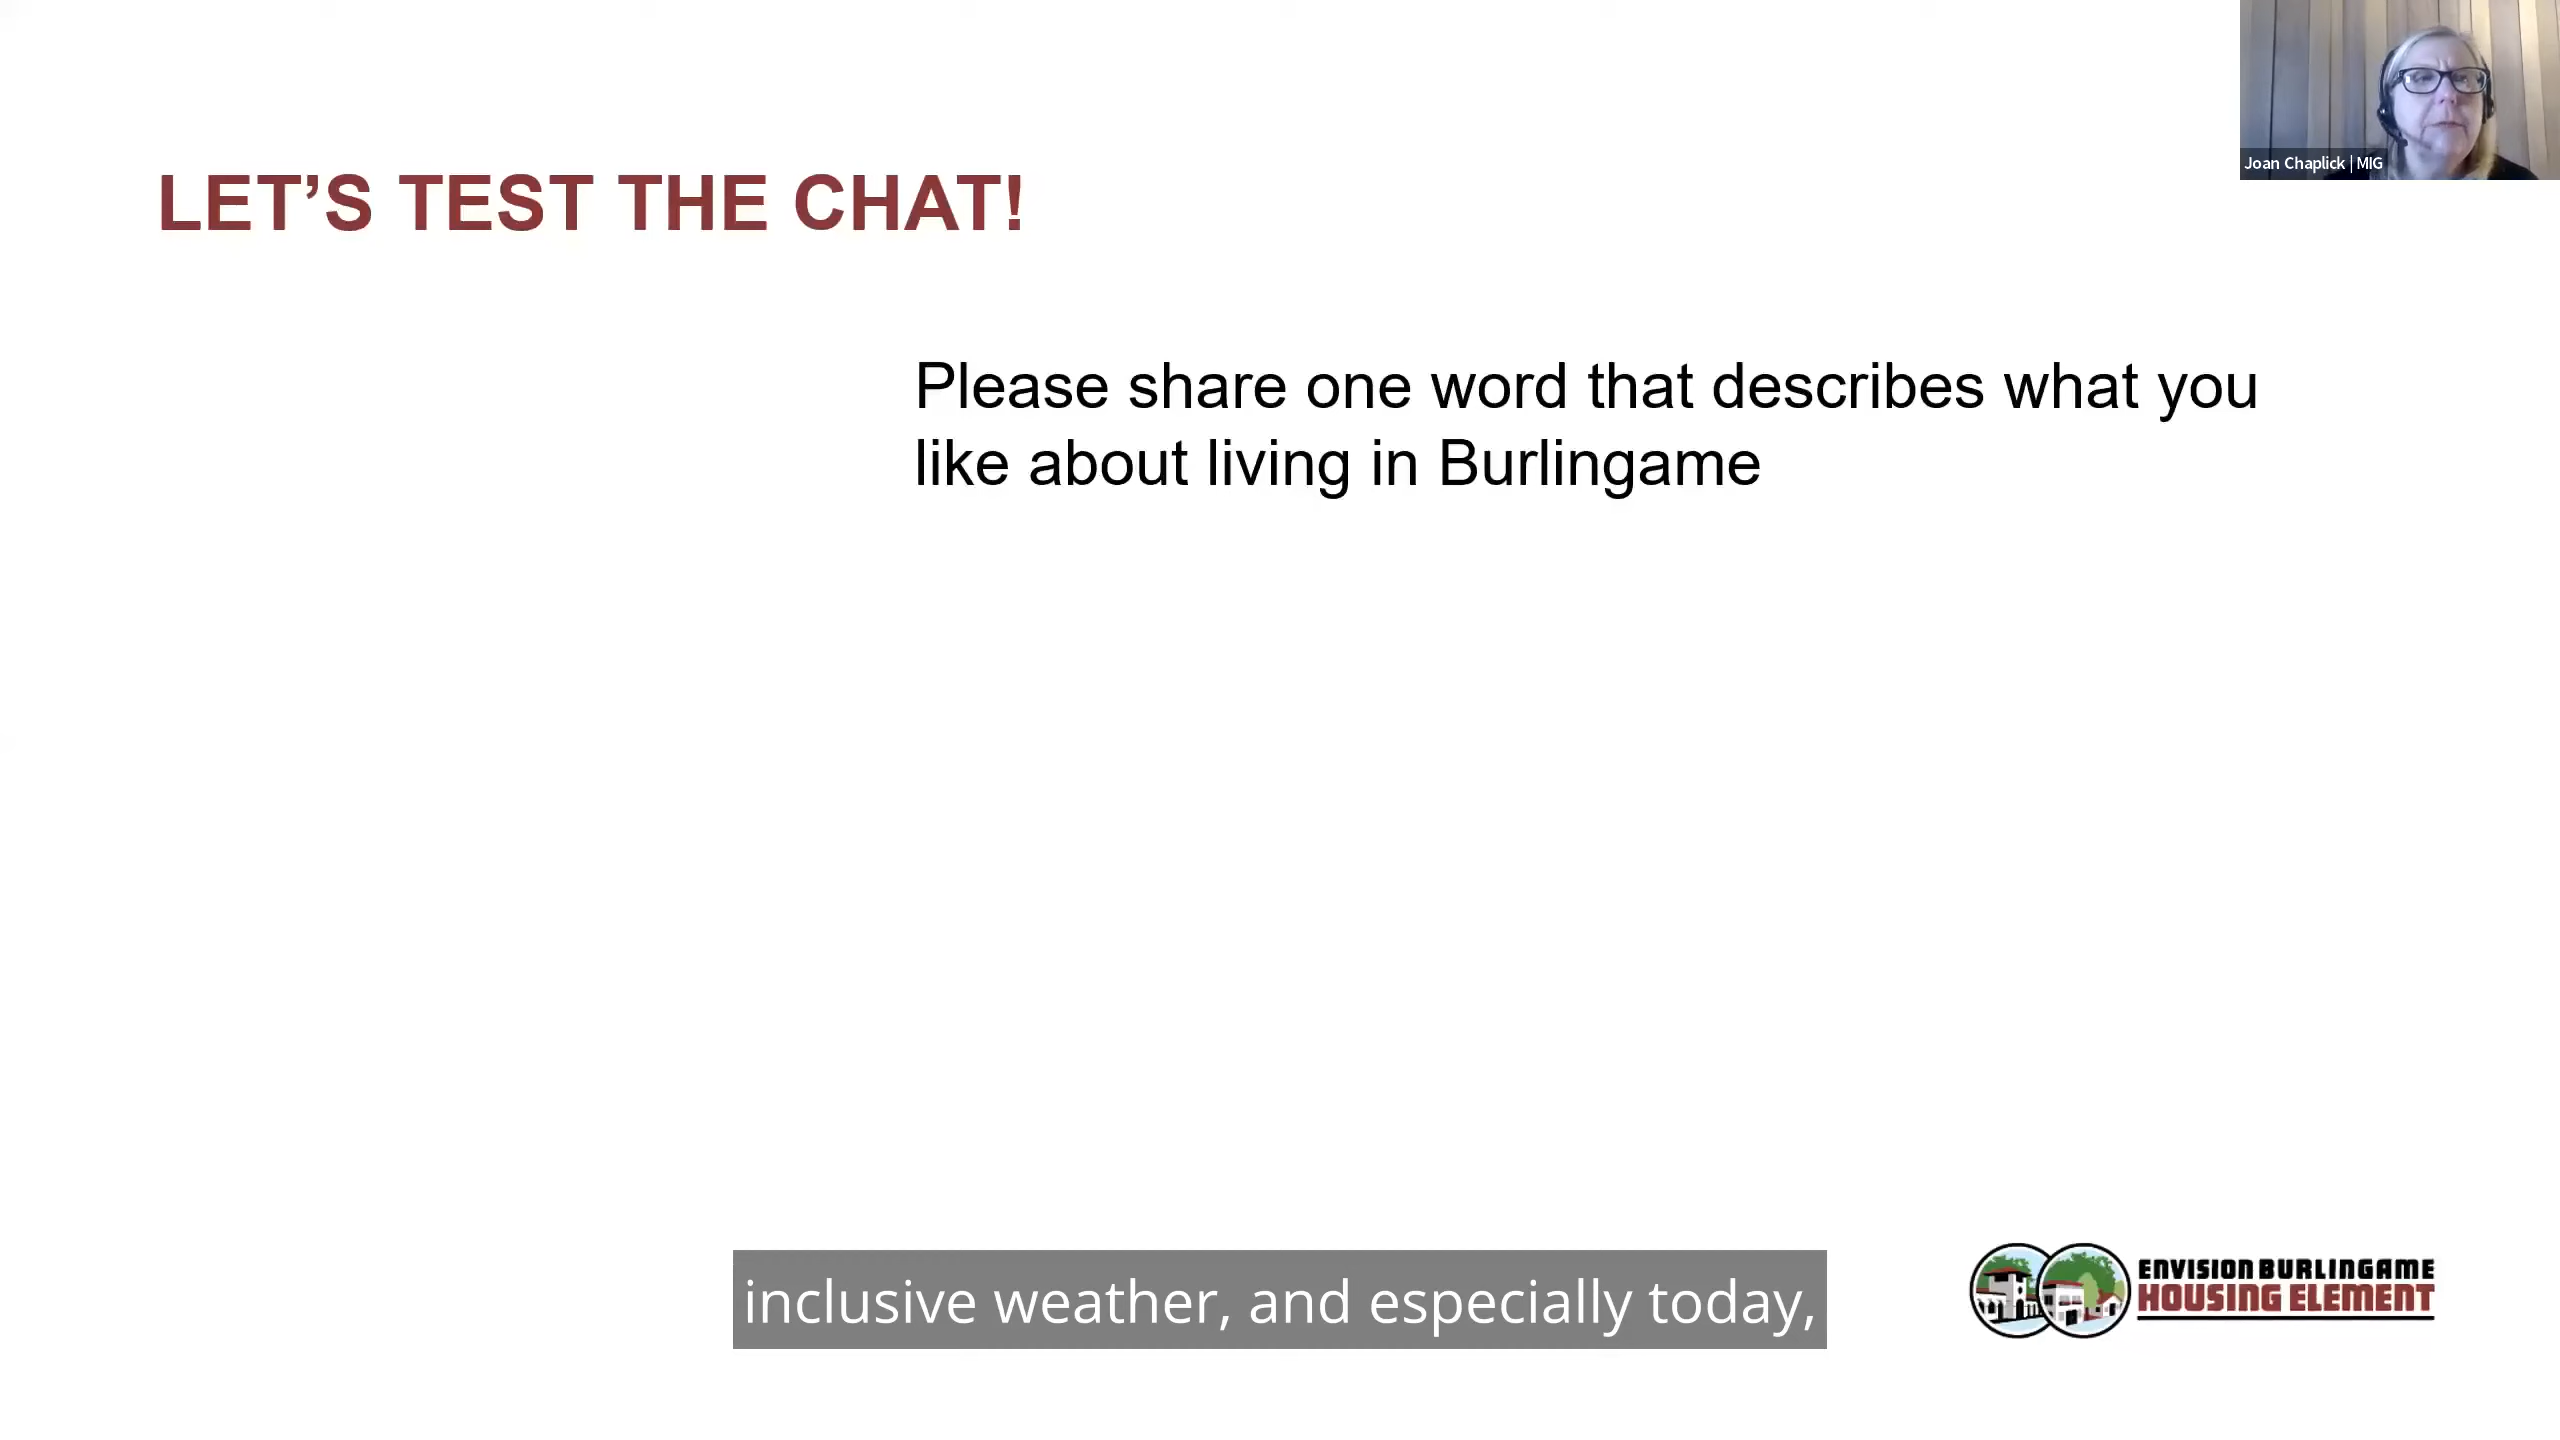 Joan Chaplick | MIG
LET’S TEST THE CHAT!
Please share one word that describes what you
like about living in Burlingame
inclusive weather, and especially today,
ENVISION BURLINGAME
HOUSING ELEMENT